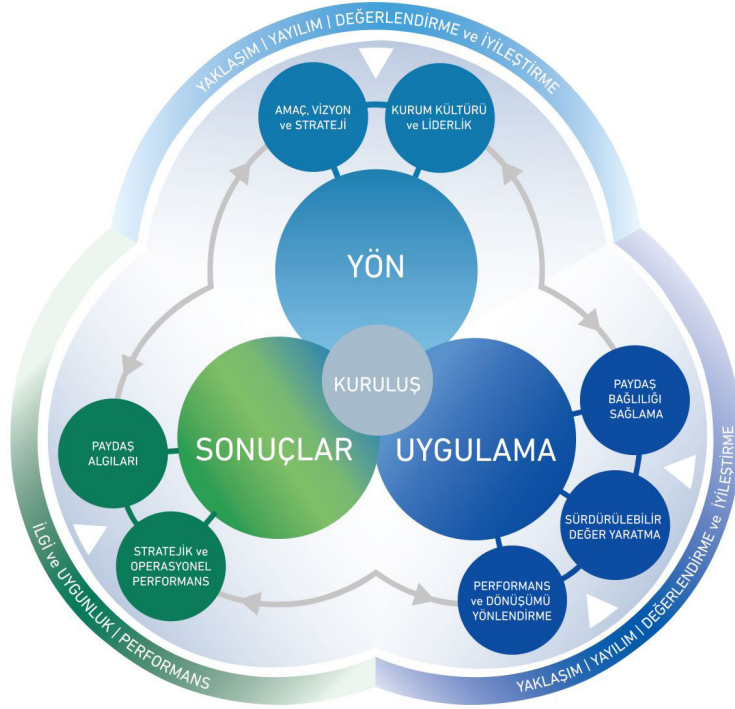 YAKLAŞIM | YAYILIM | DEĞERLENDİRME ve İYİLEŞTİRME
AMAÇ, VİZYON
ve STRATEJİ
KURUM KÜLTÜRÜ
ve LİDERLİK
YÖN
KURULUŞ
SONUÇLAR
UYGULAMA
PAYDAŞ
BAĞLILIĞI
SAĞLAMA
PAYDAŞ
ALGILARI
SÜRDÜRÜLEBİLİR
DEĞER YARATMA
STRATEJİK ve
OPERASYONEL
PERFORMANS
PERFORMANS
ve DÖNÜŞÜMÜ
YÖNLENDİRME
İLGİ ve UYGUNLUK | PERFORMANS
YAKLAŞIM | YAYILIM | DEĞERLENDİRME ve İYİLEŞTİRME